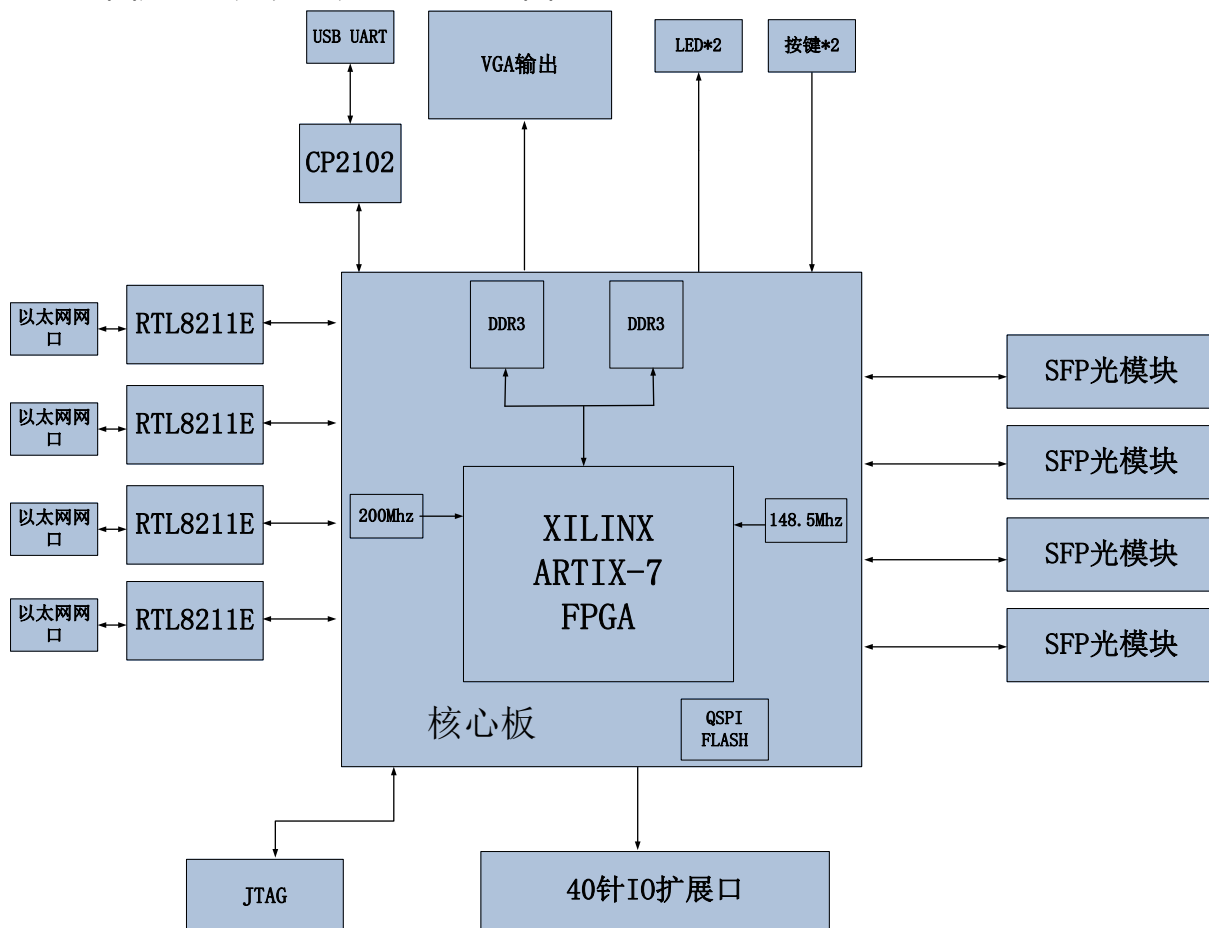 USB UART
VGA输出
LED*2
按键*2
CP2102
DDR3
DDR3
以太网网
口
RTL8211E
以太网网
口
RTL8211E
以太网网
口
RTL8211E
以太网网
口
RTL8211E
200Mhz
XILINX
ARTIX-7
FPGA
148.5Mhz
SFP光模块
SFP光模块
SFP光模块
SFP光模块
核心板
QSPI
FLASH
JTAG
40针IO扩展口